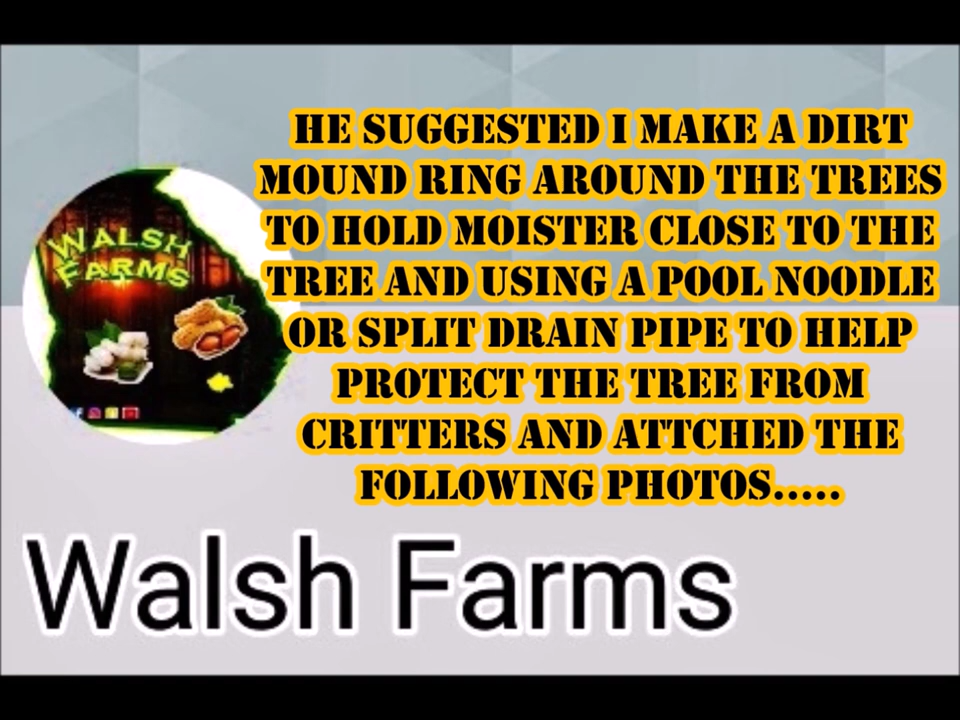 HE SUGGESTED I MAKE A DIRT
MOUND RING AROUND THE TREES
TO HOLD MOISTER CLOSE TO THE
TREE AND USING A POOL NOODLE
OR SPLIT DRAIN PIPE TO HELP
PROTECT THE TREE FROM
CRITTERS AND ATTCHED THE
FOLLOWING PHOTOS.....
WALSH
FARMS
Walsh Farms